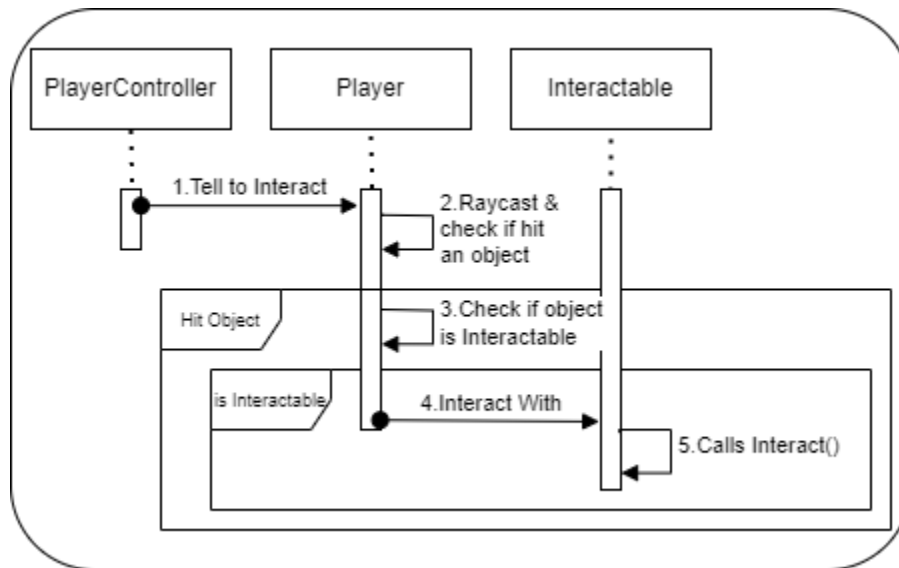 PlayerController
Player
Interactable
1.Tell to Interact
2.Raycast &
check if hit
an object
Hit Object
3.Check if object
is Interactable
is Interactable
4.Interact With
5.Calls Interact()